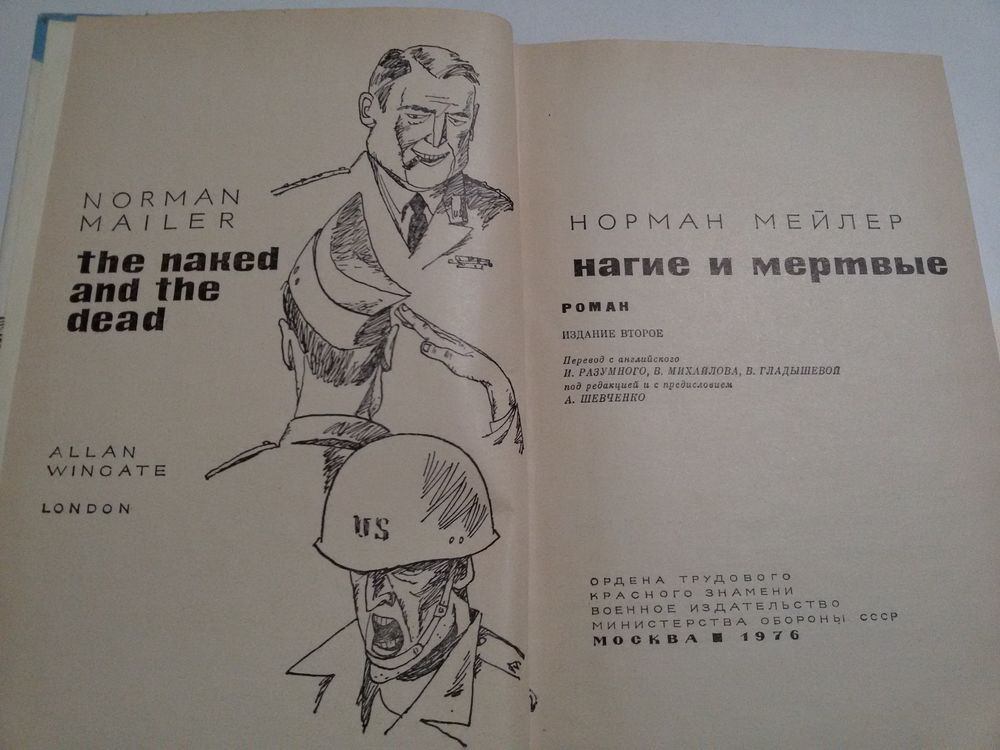 NORMAN
MAILER
the naked
and the
dead
ALLAN
WINGATE
LONDON
US
US
НОРМАН МЕЙЛЕР
нагие и мертвые
РОМАН
ИЗДАНИЕ ВТОРОЕ
Перевод с английского
И. РАЗУМНОГО, В. МИХАЙЛОВА, В. ГЛАДЫШЕВОЙ
под редакцией и с предисловием
А. ШЕВЧЕНКО
ОРДЕНА ТРУДОВОГО
КРАСНОГО ЗНАМЕНИ
ВОЕННОЕ ИЗДАТЕЛЬСТВО
МИНИСТЕРСТВА ОБОРОНЫ СССР
МОСКВА ■ 1976